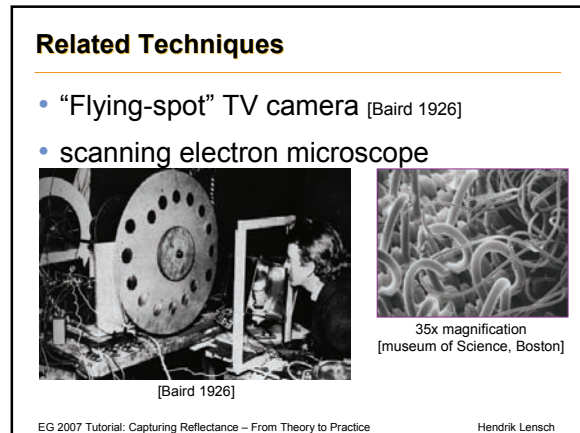 Related Techniques
• “Flying-spot” TV camera [Baird 1926]
• scanning electron microscope
35x magnification
[museum of Science, Boston]
[Baird 1926]
EG 2007 Tutorial: Capturing Reflectance – From Theory to Practice Hendrik Lensch